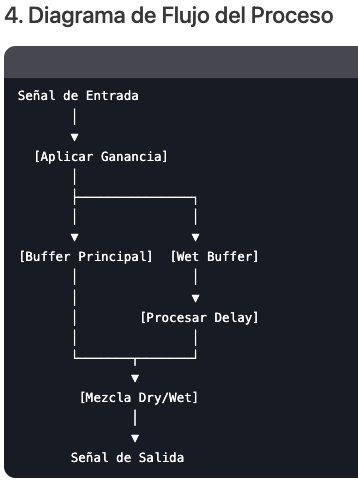 4. Diagrama de Flujo del Proceso
Señal de Entrada
[Aplicar Ganancia]
[Buffer Principal] [Wet Buffer]
[Procesar Delay]
[Mezcla Dry/Wet]
Señal de Salida